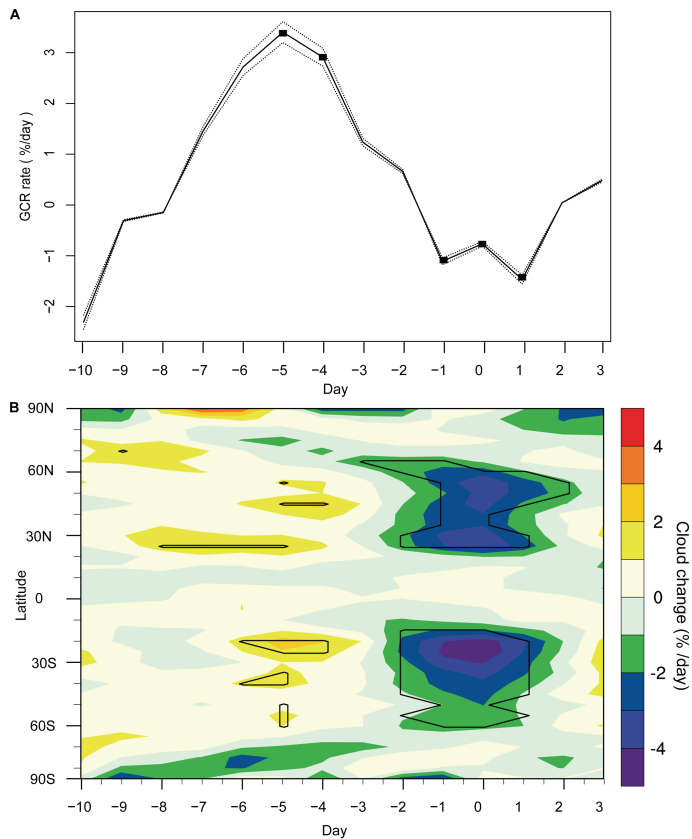 A
GCR rate ( %/day)
3
2
1
0
−1
−2
−10 −9 −8 −7 −6 −5 −4 −3 −2 −1 0 1 2 3
Day
B
Latitude
90N
60N
30N
0
30S
60S
90S
−10 −9 −8 −7 −6 −5 −4 −3 −2 −1 0 1 2 3
Day
4
2
0
-2
-4
Cloud change (% /day)